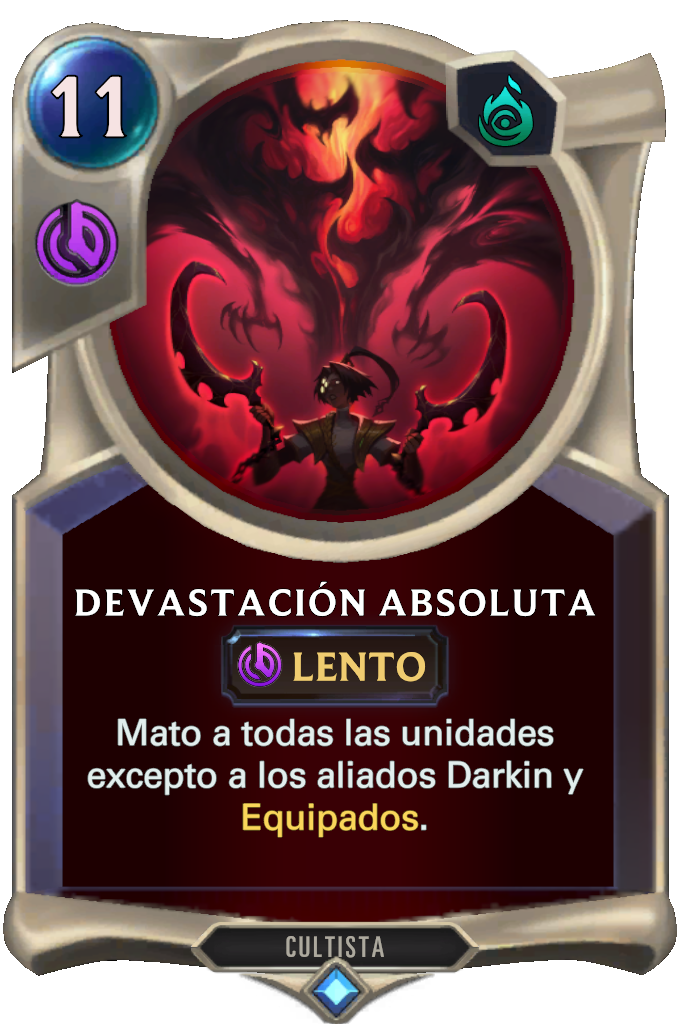 11
DEVASTACIÓN ABSOLUTA
LENTO
Mato a todas las unidades
excepto a los aliados Darkin y
Equipados.
CULTISTA